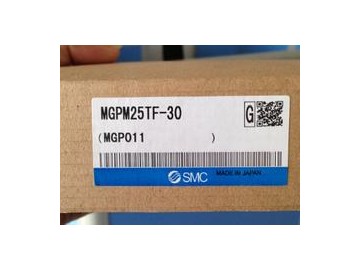 MGPM25TF-30
G
(MGP011 )
SMC
MADE IN JAPAN